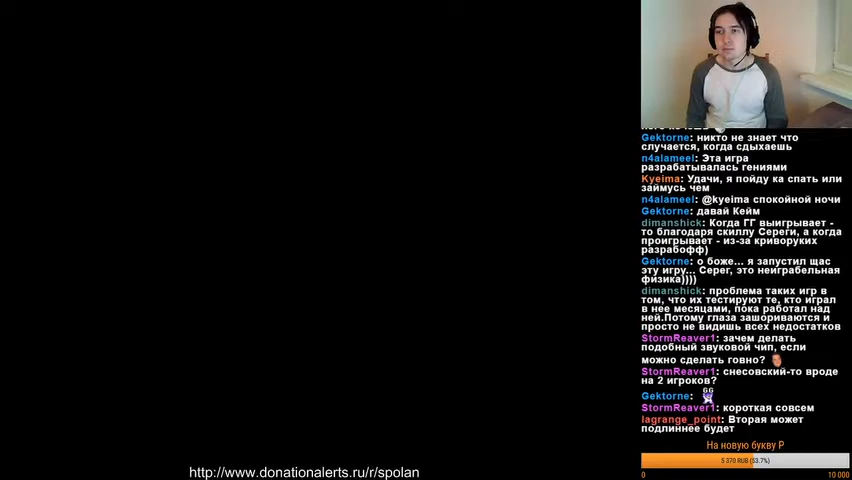 Gektorne: никто не знает что
случается, когда сдыхаешь
n4alameel: Эта игра
разрабатывалась гениями
Kyeima: Удачи, я пойду ка спать или
займусь чем
n4alameel: @kyeima спокойной ночи
Gektorne: давай Кейм
dimanshick: Когда ГГ выигрывает -
то благодаря скиллу Сереги, а когда
проигрывает - из-за криворуких
разрабофф)
Gektorne: о боже... я запустил щас
эту игру... Серег, это неиграбельная
физика))))
dimanshick: проблема таких игр в
том, что их тестируют те, кто играл
в нее месяцами, пока работал над
ней.Потому глаза зашориваются и
просто не видишь всех недостатков
StormReaver1: зачем делать
подобный звуковой чип, если
можно сделать говно?
StormReaver1: снесовский-то вроде
на 2 игроков?
Gektorne: GG
StormReaver1: короткая совсем
lagrange_point: Вторая может
подлиннее будет
На новую букву Р
5 370 RUB (53.7%)
0 10 000
http://www.donationalerts.ru/r/spolan